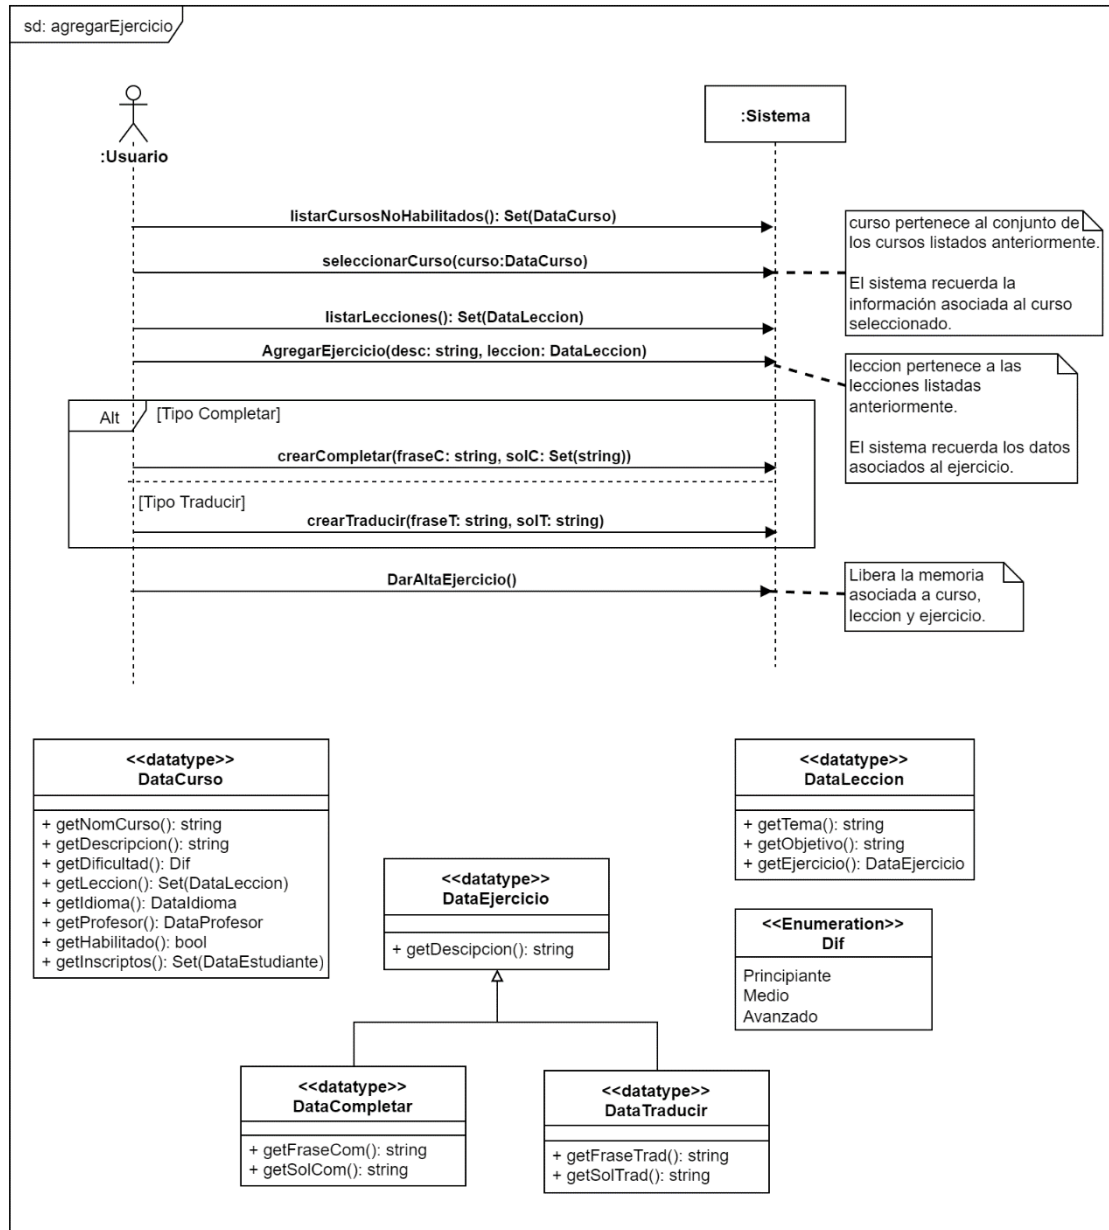 sd: agregarEjercicio
:Usuario
:Sistema
listarCursosNoHabilitados(): Set(DataCurso)
curso pertenece al conjunto de
los cursos listados anteriormente.
El sistema recuerda la
información asociada al curso
seleccionado.
seleccionarCurso(curso:DataCurso)
listarLecciones(): Set(DataLeccion)
AgregarEjercicio(desc: string, leccion: DataLeccion)
leccion pertenece a las
lecciones listadas
anteriormente.
El sistema recuerda los datos
asociados al ejercicio.
Alt
[Tipo Completar]
crearCompletar(fraseC: string, solC: Set(string))
[Tipo Traducir]
crearTraducir(fraseT: string, solT: string)
DarAltaEjercicio()
Libera la memoria
asociada a curso,
leccion y ejercicio.
<<datatype>>
DataCurso
+ getNomCurso(): string
+ getDescripcion(): string
+ getDificultad(): Dif
+ getLeccion(): Set(DataLeccion)
+ getIdioma(): DataIdioma
+ getProfesor(): DataProfesor
+ getHabilitado(): bool
+ getInscriptos(): Set(DataEstudiante)
<<datatype>>
DataLeccion
+ getTema(): string
+ getObjetivo(): string
+ getEjercicio(): DataEjercicio
<<datatype>>
DataEjercicio
+ getDescipcion(): string
<<Enumeration>>
Dif
Principiante
Medio
Avanzado
<<datatype>>
DataCompletar
+ getFraseCom(): string
+ getSolCom(): string
<<datatype>>
DataTraducir
+ getFraseTrad(): string
+ getSolTrad(): string